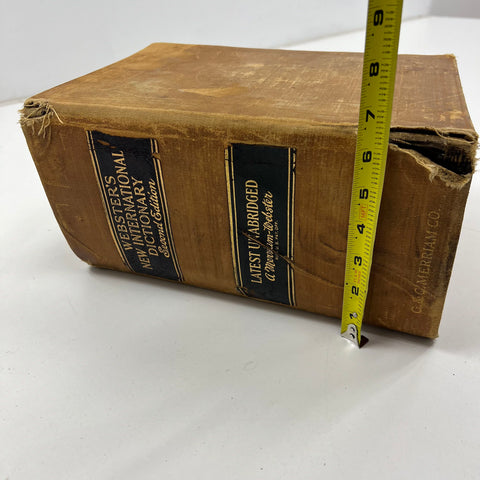 WEBSTER'S
INTERNATIONAL
NEW DICTIONARY
Second Edition
LATEST UNABRIDGED
A Merriam-Webster
G.&C.MERRIAM CO.
9
8
7
6
5
4
3
2